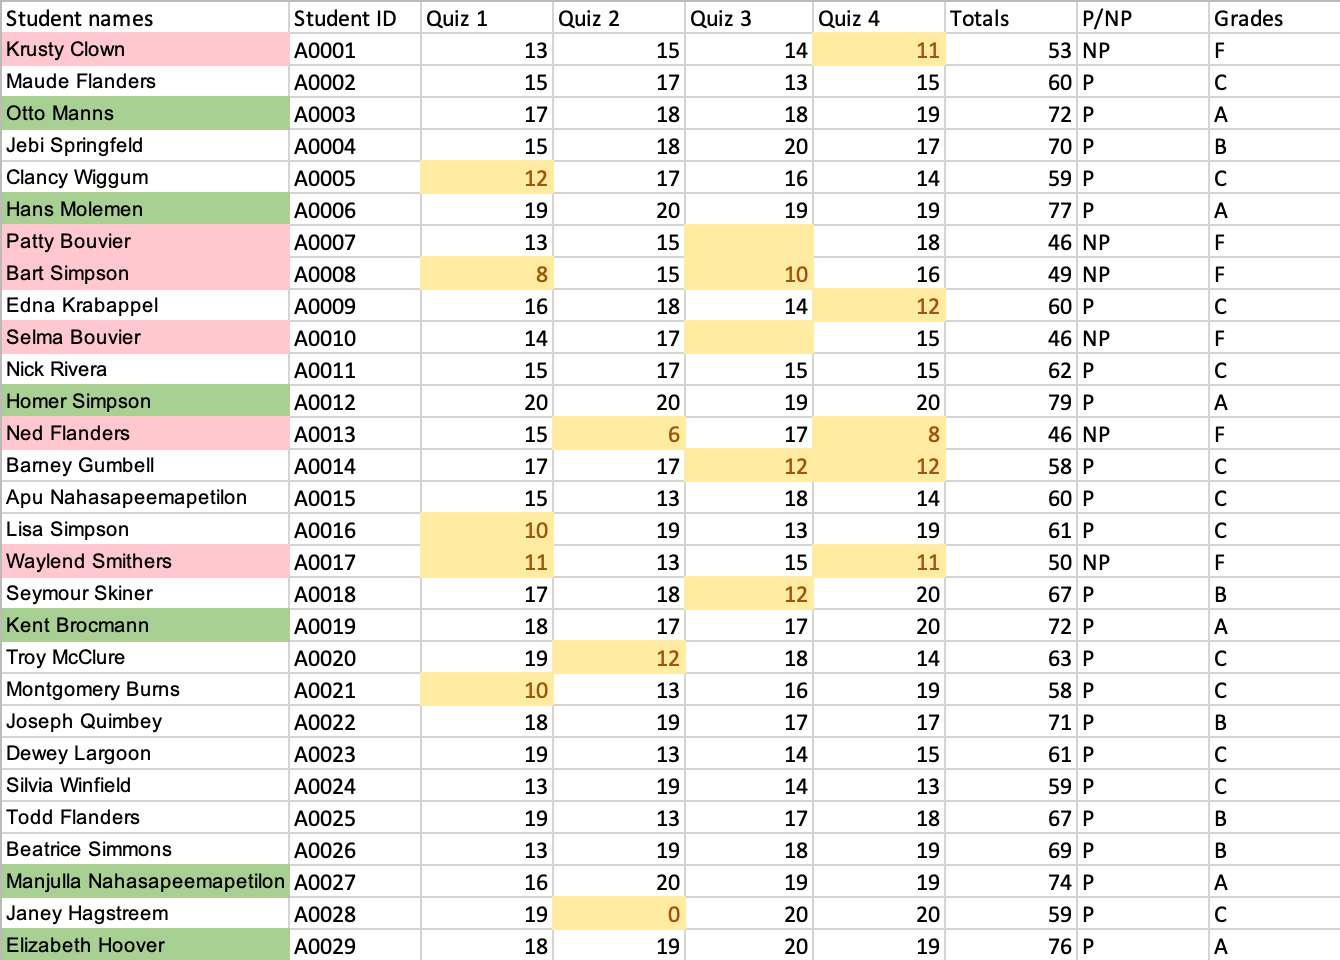 Student names Student ID Quiz 1 Quiz 2 Quiz 3 Quiz 4 Totals P/NP Grades
Krusty Clown A0001 13 15 14 11 53 NP F
Maude Flanders A0002 15 17 13 15 60 P C
Otto Manns A0003 17 18 18 19 72 P A
Jebi Springfeld A0004 15 18 20 17 70 P B
Clancy Wiggum A0005 12 17 16 14 59 P C
Hans Molemen A0006 19 20 19 19 77 P A
Patty Bouvier A0007 13 15 18 46 NP F
Bart Simpson A0008 8 15 10 16 49 NP F
Edna Krabappel A0009 16 18 14 12 60 P C
Selma Bouvier A0010 14 17 15 46 NP F
Nick Rivera A0011 15 17 15 15 62 P C
Homer Simpson A0012 20 20 19 20 79 P A
Ned Flanders A0013 15 6 17 8 46 NP F
Barney Gumbell A0014 17 17 12 12 58 P C
Apu Nahasapeemapetilon A0015 15 13 18 14 60 P C
Lisa Simpson A0016 10 19 13 19 61 P C
Waylend Smithers A0017 11 13 15 11 50 NP F
Seymour Skiner A0018 17 18 12 20 67 P B
Kent Brocmann A0019 18 17 17 20 72 P A
Troy McClure A0020 19 12 18 14 63 P C
Montgomery Burns A0021 10 13 16 19 58 P C
Joseph Quimbey A0022 18 19 17 17 71 P B
Dewey Largoon A0023 19 13 14 15 61 P C
Silvia Winfield A0024 13 19 14 13 59 P C
Todd Flanders A0025 19 13 17 18 67 P B
Beatrice Simmons A0026 13 19 18 19 69 P B
Manjulla Nahasapeemapetilon A0027 16 20 19 19 74 P A
Janey Hagstreem A0028 19 0 20 20 59 P C
Elizabeth Hoover A0029 18 19 20 19 76 P A